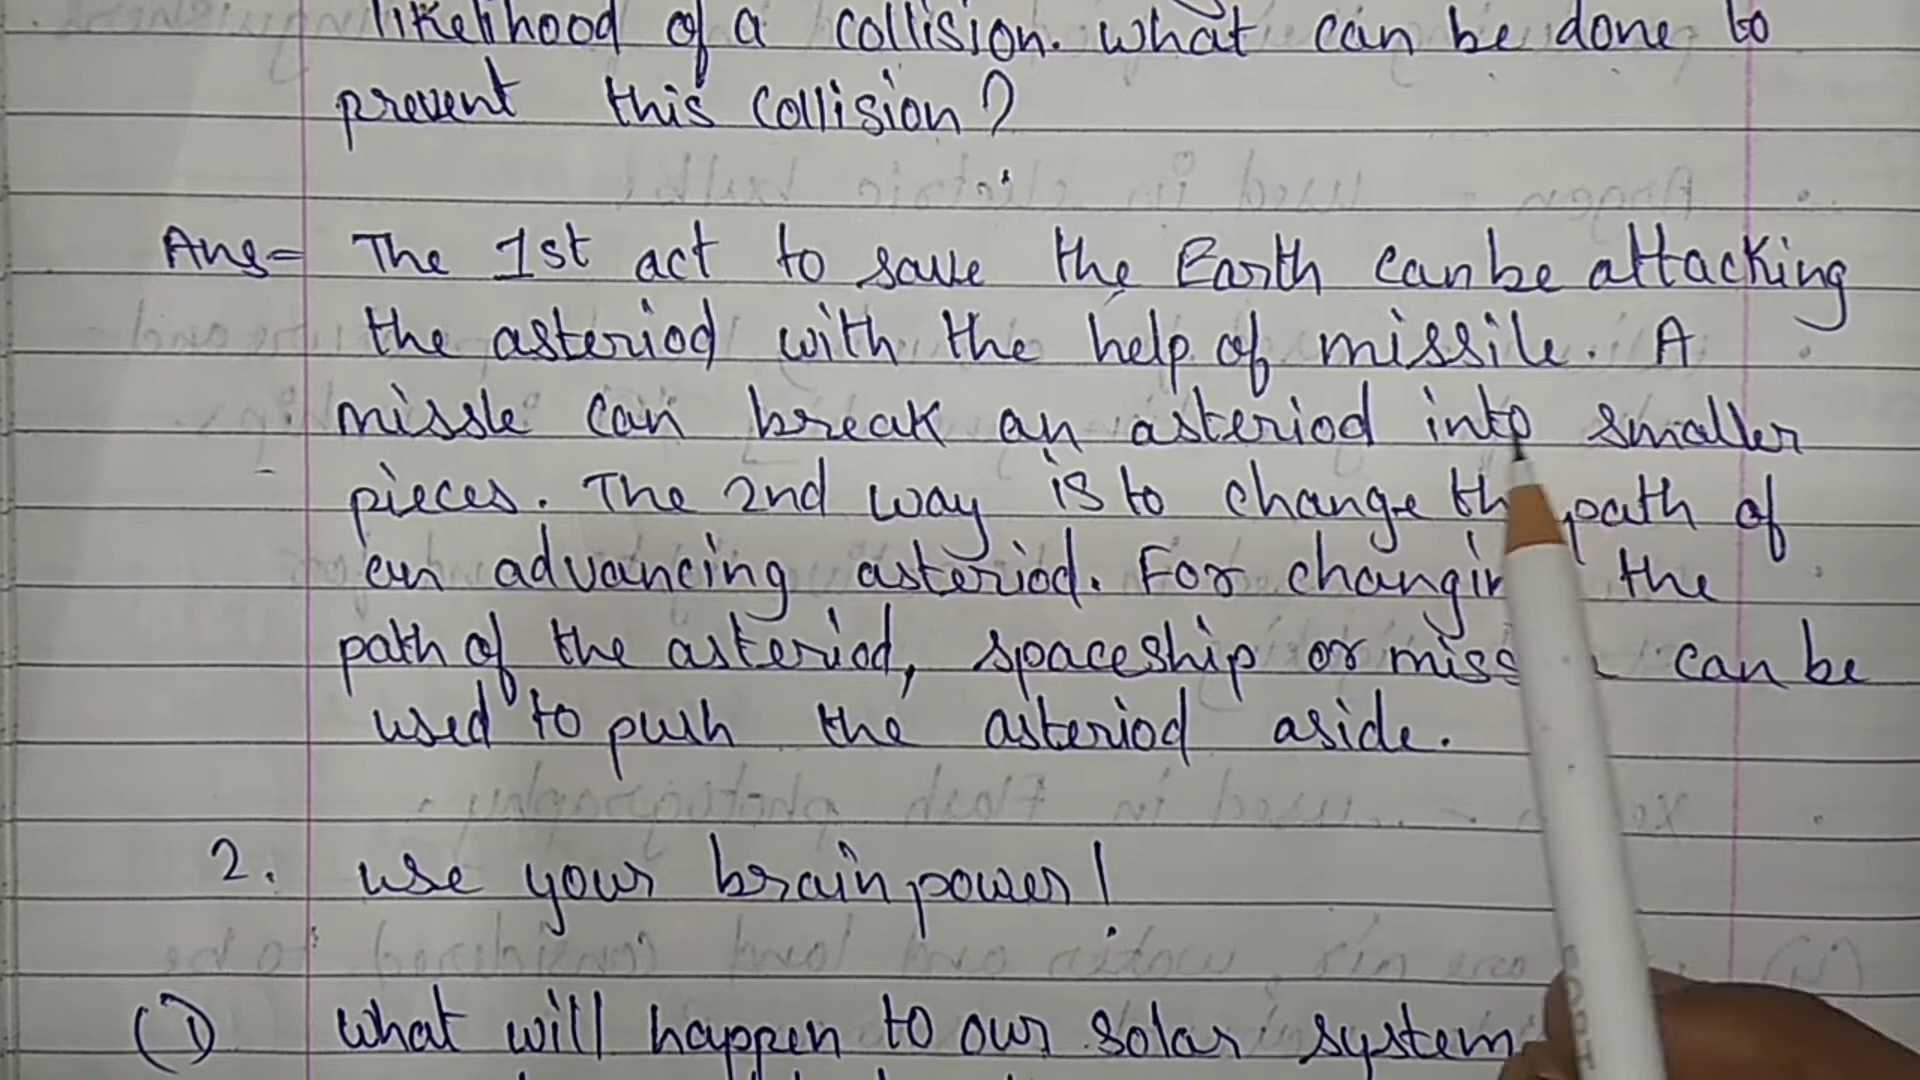 likelihood of a collision. what can be done to
prevent this collision?
Ans= The 1st act to save the Earth can be attacking
the asteriod with the help of missile. A
missle can break an asteriod into smaller
pieces. The 2nd way is to change path of
an advancing asteriod. For the
path of the asteriod, spaceship or can be
used to push the asteriod aside.
2. use your brain power!
(1) what will happen to our solar system